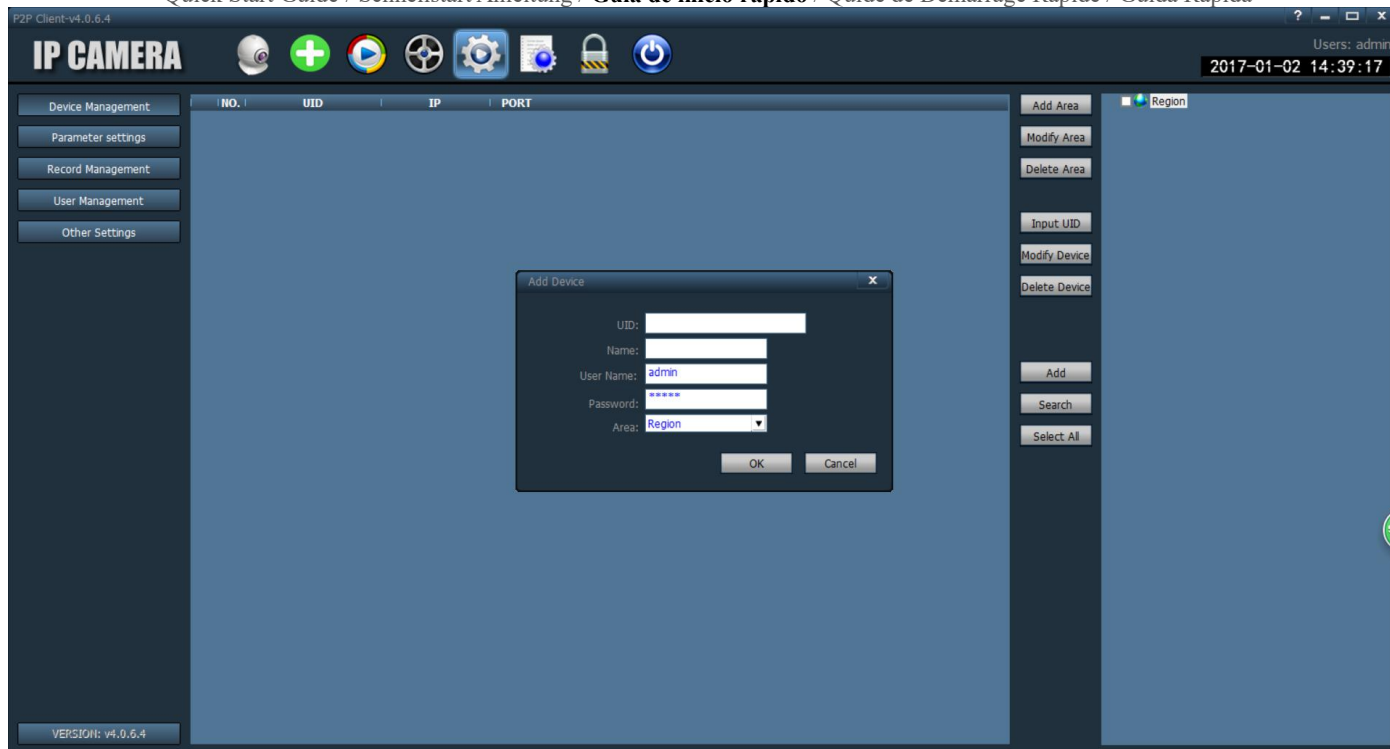 Quick Start Guide / Schnellstart Anleitung / Guía de inicio rápido / Quide de Démarrage Rapide / Guida Rapida
P2P Client-v4.0.6.4
?
x
IP CAMERA
Users: admin
2017-01-02 14:39:17
Device Management
Parameter settings
Record Management
User Management
Other Settings
NO. UID IP PORT
Add Device
x
UID:
Name:
User Name: admin
Password: *****
Area: Region
OK Cancel
Add Area
Modify Area
Delete Area
Input UID
Modify Device
Delete Device
Add
Search
Select All
Region
VERSION: v4.0.6.4